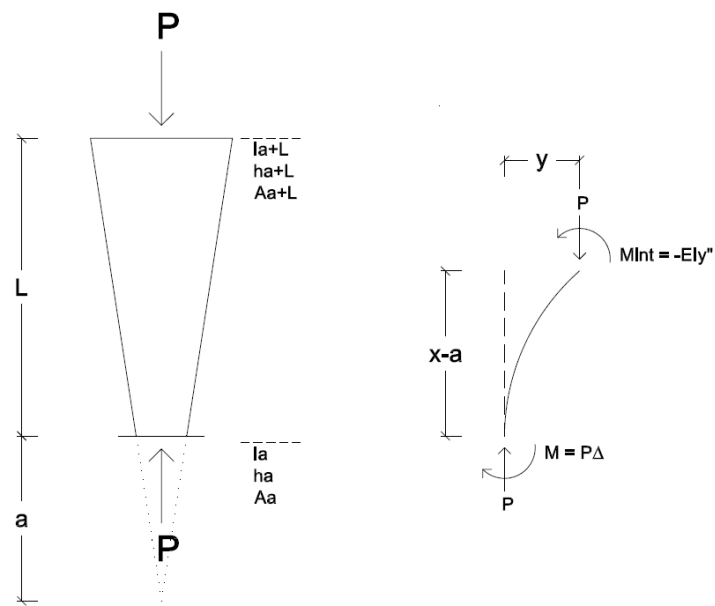 P
Ia+L
ha+L
Aa+L
L
Ia
ha
Aa
a
P
y
P
MInt = -EIy"
x-a
M = PΔ
P